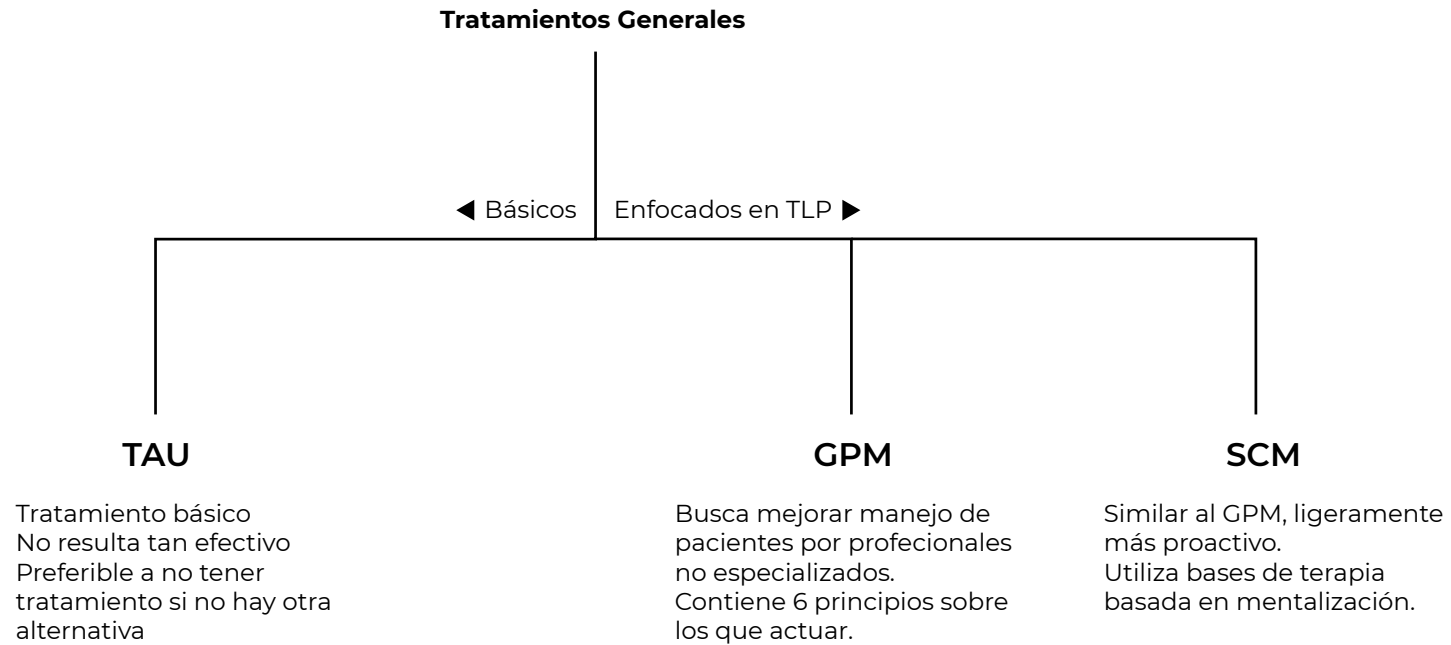 Tratamientos Generales
◀ Básicos
Enfocados en TLP ▶
TAU
Tratamiento básico
No resulta tan efectivo
Preferible a no tener
tratamiento si no hay otra
alternativa
GPM
Busca mejorar manejo de
pacientes por profecionales
no especializados.
Contiene 6 principios sobre
los que actuar.
SCM
Similar al GPM, ligeramente
más proactivo.
Utiliza bases de terapia
basada en mentalización.